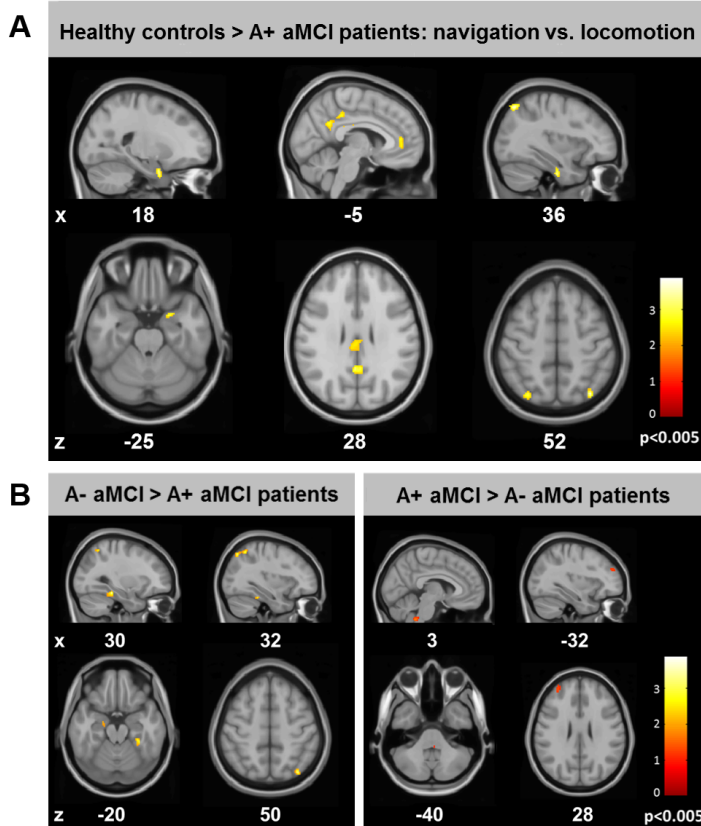 A
Healthy controls > A+ aMCI patients: navigation vs. locomotion
x 18 -5 36
3
2
1
0
z -25 28 52 p<0.005
B
A- aMCI > A+ aMCI patients
A+ aMCI > A- aMCI patients
x 30 32 3 -32
3
2
1
0
z -20 50 -40 28 p<0.005